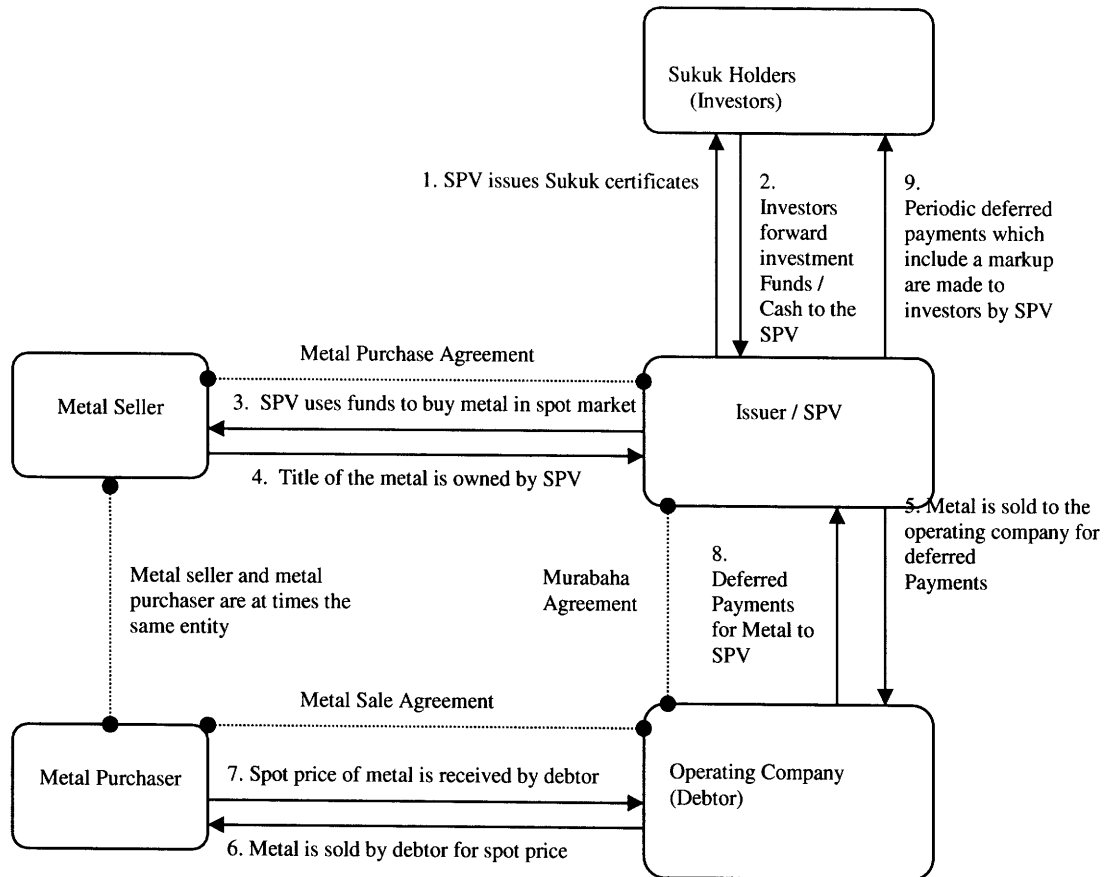 Sukuk Holders
(Investors)
1. SPV issues Sukuk certificates
2.
Investors
forward
investment
Funds /
Cash to the
SPV
9.
Periodic deferred
payments which
include a markup
are made to
investors by SPV
Metal Purchase Agreement
Metal Seller
3. SPV uses funds to buy metal in spot market
Issuer / SPV
4. Title of the metal is owned by SPV
5. Metal is sold to the
operating company for
deferred
Payments
Metal seller and metal
purchaser are at times the
same entity
Murabaha
Agreement
8.
Deferred
Payments
for Metal to
SPV
Metal Sale Agreement
Metal Purchaser
7. Spot price of metal is received by debtor
Operating Company
(Debtor)
6. Metal is sold by debtor for spot price